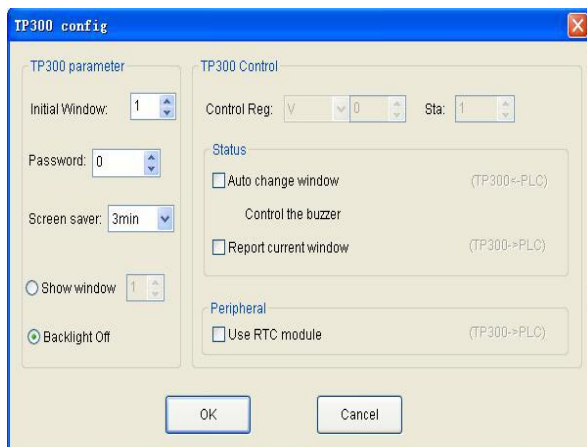 TP300 config
TP300 parameter
Initial Window: 1
Password: 0
Screen saver: 3min
Show window 1
Backlight Off
TP300 Control
Control Reg: V 0 Sta: 1
Status
Auto change window (TP300<-PLC)
Control the buzzer
Report current window (TP300->PLC)
Peripheral
Use RTC module (TP300->PLC)
OK Cancel